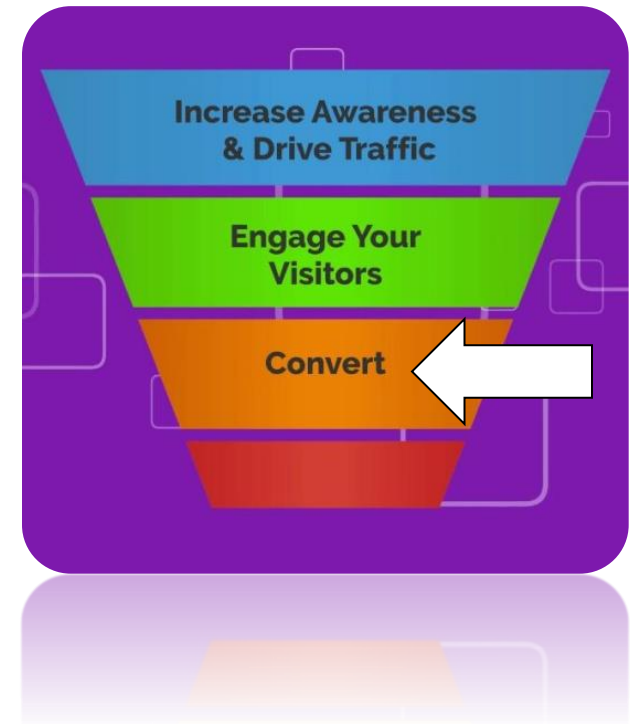 Increase Awareness
& Drive Traffic
Engage Your
Visitors
Convert